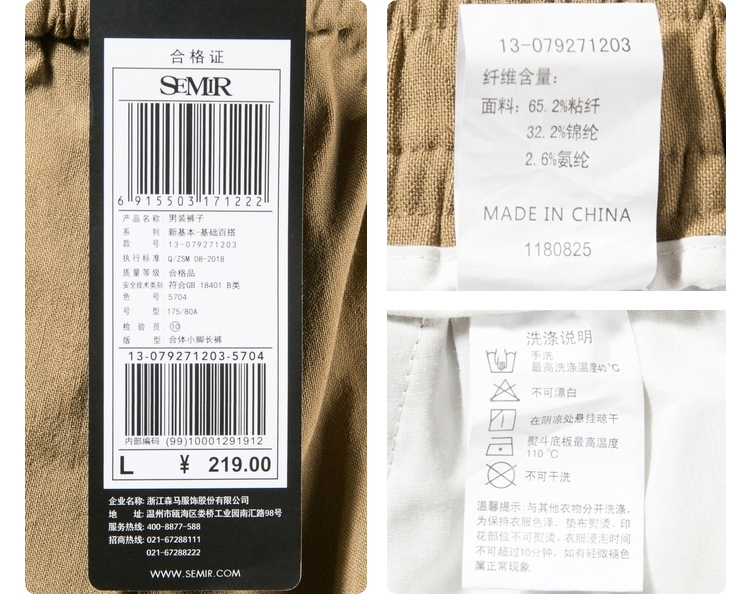 合格证
SEMIR
6 915503 171222
产品名称: 男装裤子
系 列: 新基本-基础百搭
款 号: 13-079271203
执行标准: Q/ZSM 08-2018
质量等级: 合格品
安全技术类别: 符合GB 18401 B类
色 号: 5704
号 型: 175/80A
检 验 员: ⑩
版 型: 合体小脚长裤
13-079271203-5704
内部编码 (99)10001291912
L ¥ 219.00
企业名称: 浙江森马服饰股份有限公司
地 址: 温州市瓯海区娄桥工业园南汇路98号
服务热线: 400-8877-588
招商热线: 021-67288111
021-67288222
WWW.SEMIR.COM
13-079271203
纤维含量:
面料: 65.2%粘纤
32.2%锦纶
2.6%氨纶
MADE IN CHINA
1180825
洗涤说明
手洗
最高洗涤温度40℃
不可漂白
在阴凉处悬挂晾干
熨斗底板最高温度
110℃
不可干洗
温馨提示: 与其他衣物分开洗涤。
为保持衣服色泽, 垫布熨烫, 印
花部位不可熨烫, 衣服浸泡时间
不可超过10分钟, 如有轻微褪色
属正常现象